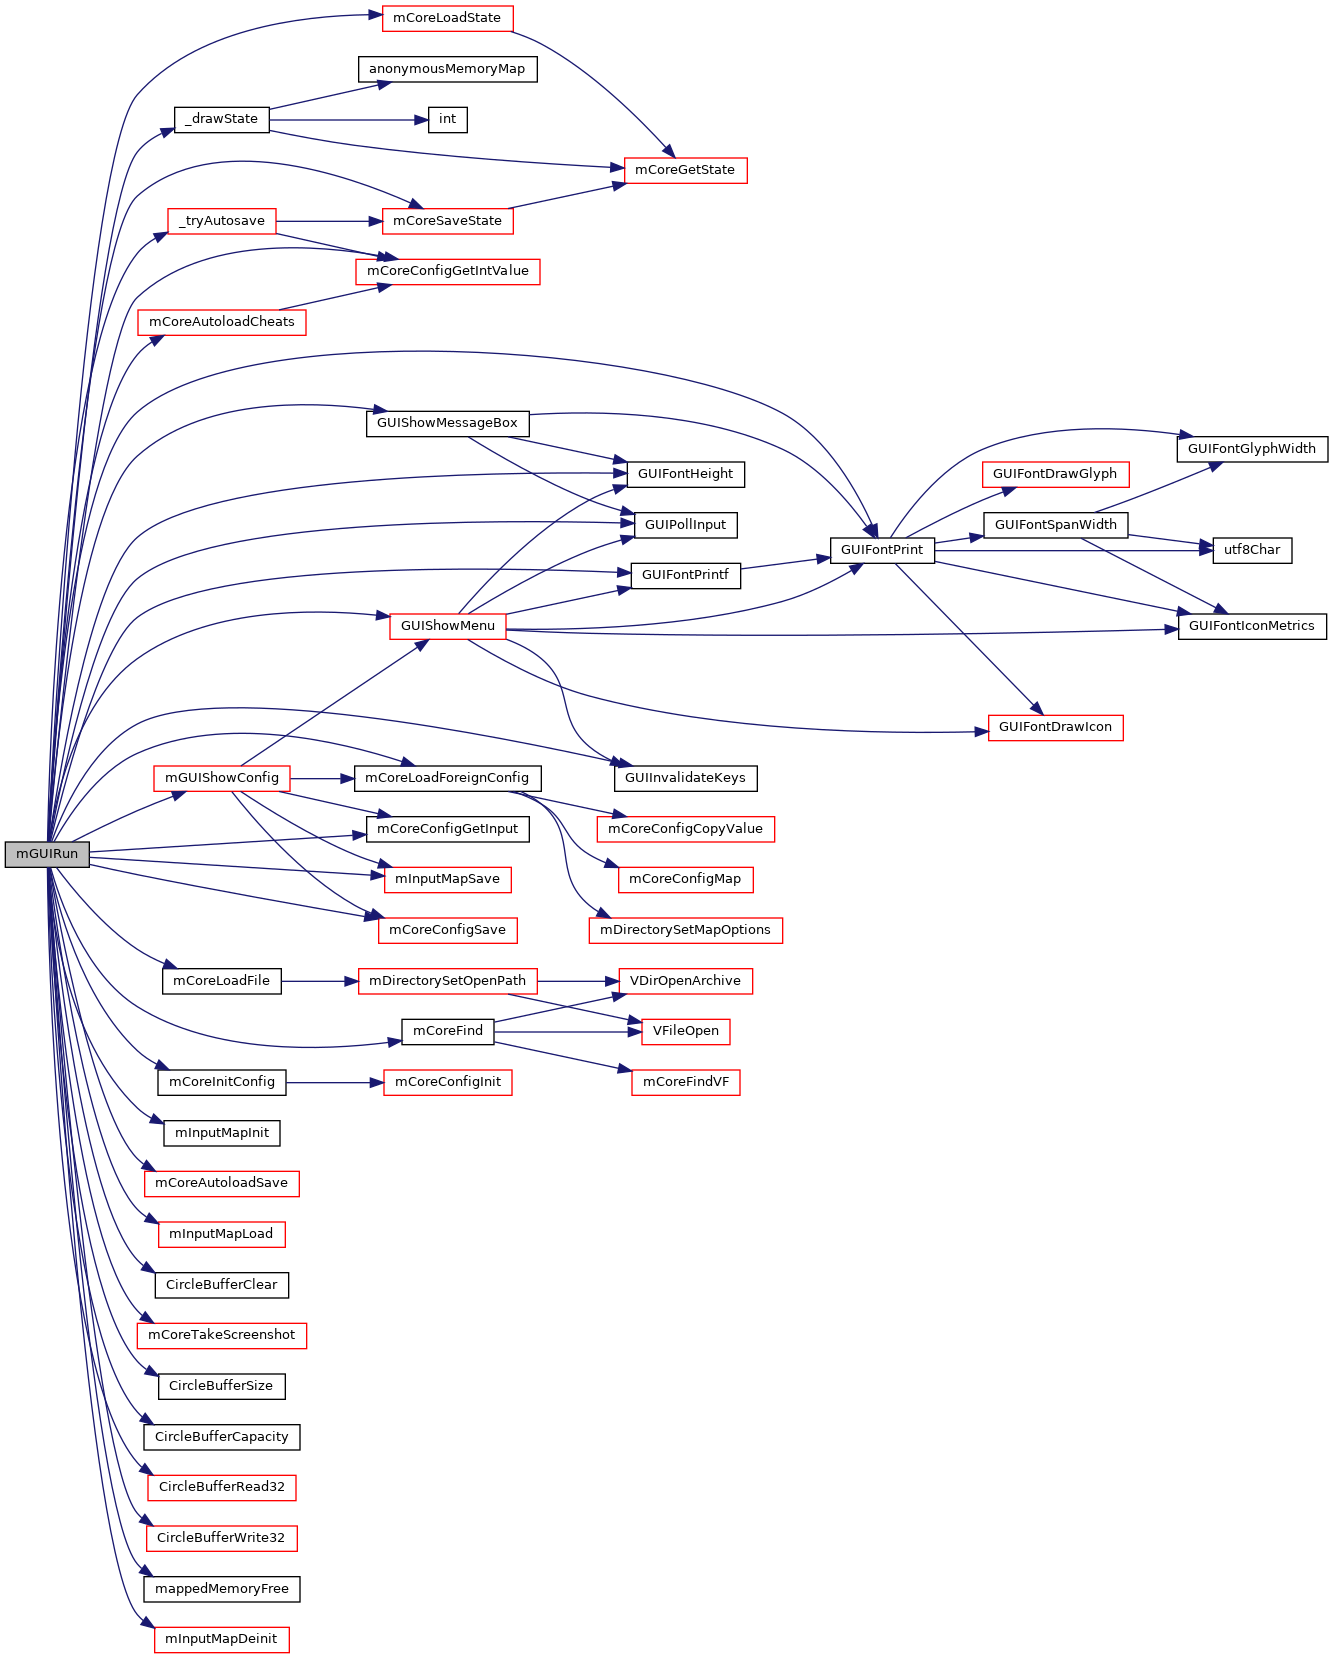 mCoreLoadState
anonymousMemoryMap
_drawState
int
mCoreGetState
_tryAutosave
mCoreSaveState
mCoreConfigGetIntValue
mCoreAutoloadCheats
GUIShowMessageBox
GUIFontGlyphWidth
GUIFontHeight
GUIFontDrawGlyph
GUIPollInput
GUIFontSpanWidth
GUIFontPrint
utf8Char
GUIFontPrintf
GUIShowMenu
GUIFontIconMetrics
GUIFontDrawIcon
mGUIShowConfig
mCoreLoadForeignConfig
GUIInvalidateKeys
mCoreConfigGetInput
mCoreConfigCopyValue
mGUIRun
mInputMapSave
mCoreConfigMap
mCoreConfigSave
mDirectorySetMapOptions
mCoreLoadFile
mDirectorySetOpenPath
VDirOpenArchive
mCoreFind
VFileOpen
mCoreInitConfig
mCoreConfigInit
mCoreFindVF
mInputMapInit
mCoreAutoloadSave
mInputMapLoad
CircleBufferClear
mCoreTakeScreenshot
CircleBufferSize
CircleBufferCapacity
CircleBufferRead32
CircleBufferWrite32
mappedMemoryFree
mInputMapDeinit